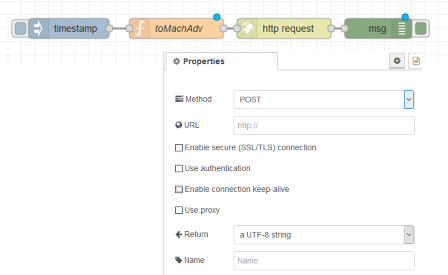 timestamp
toMachAdv
http request
msg
Properties
Method
POST
URL
http://
Enable secure (SSL/TLS) connection
Use authentication
Enable connection keep-alive
Use proxy
Return
a UTF-8 string
Name
Name